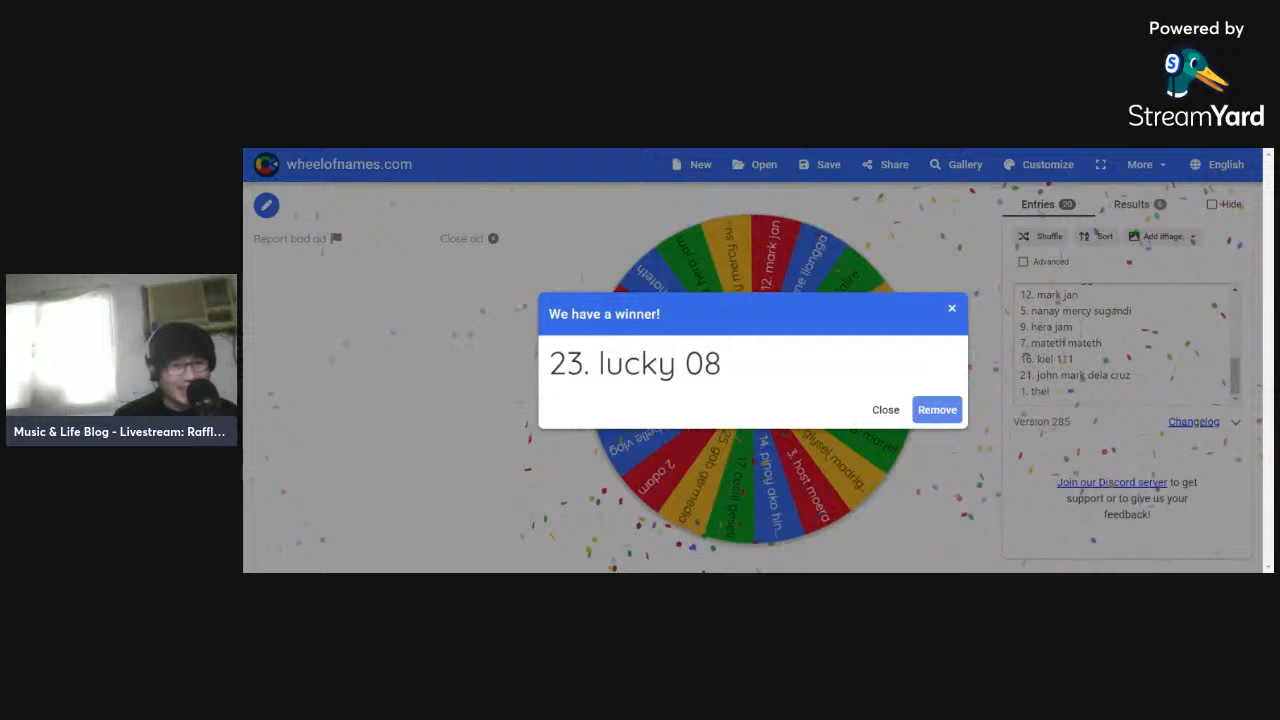 Powered by
StreamYard
wheelofnames.com
New
Open
Save
Share
Gallery
Customize
More
English
Report bad ad
Close ad
Entries 20
Results 6
Hide
Shuffle
Sort
Add image
Advanced
12. mark jan
5. nanay mercy sugandi
9. hera jam
7. mateth mateth
16. kiel 111
21. john mark dela cruz
1. thel
Version 285
Changelog
Join our Discord server to get
support or to give us your
feedback!
12. mark jan
We have a winner!
23. lucky 08
Close
Remove
2. adam
14. pinoy ako hin...
3. host moera
Music & Life Blog - Livestream: Raffl...